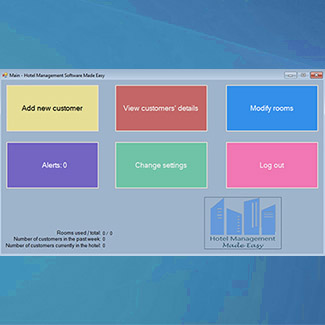 Main - Hotel Management Software Made Easy
Add new customer
View customers' details
Modify rooms
Alerts: 0
Change settings
Log out
Rooms used / total: 0 / 0
Number of customers in the past week: 0
Number of customers currently in the hotel: 0
Hotel Management
Made Easy